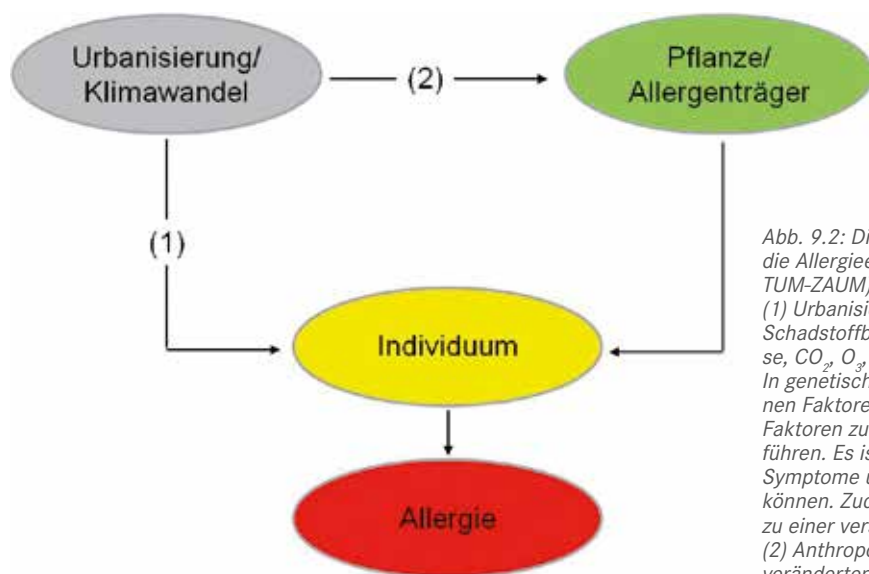 Urbanisierung/
Klimawandel
(2)
Pflanze/
Allergenträger
(1)
Individuum
Allergie
Abb. 9.2: Di
die Allergiee
TUM-ZAUM)
(1) Urbanisie
Schadstoffb
se, CO₂, O₃,
In genetisch
nen Faktore
Faktoren zu
führen. Es is
Symptome u
können. Zud
zu einer ver
(2) Anthropo
veränderter